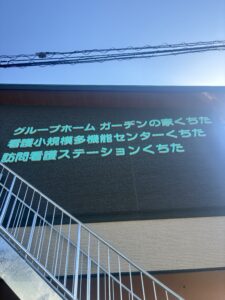 グループホーム ガーデンの家くちた
看護小規模多機能センターくちた
訪問看護ステーションくちた